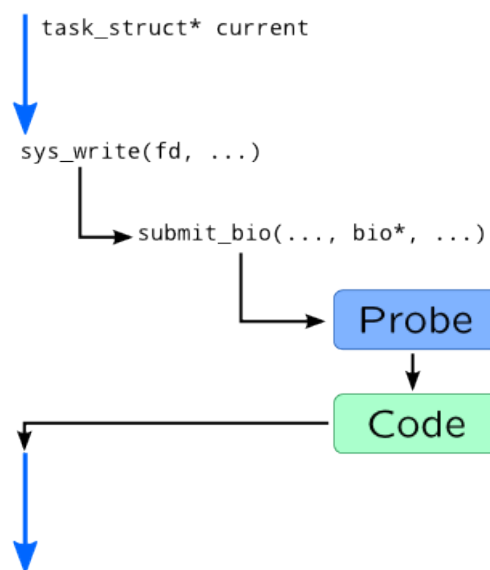 task_struct* current
sys_write(fd, ...)
submit_bio(..., bio*, ...)
Probe
Code